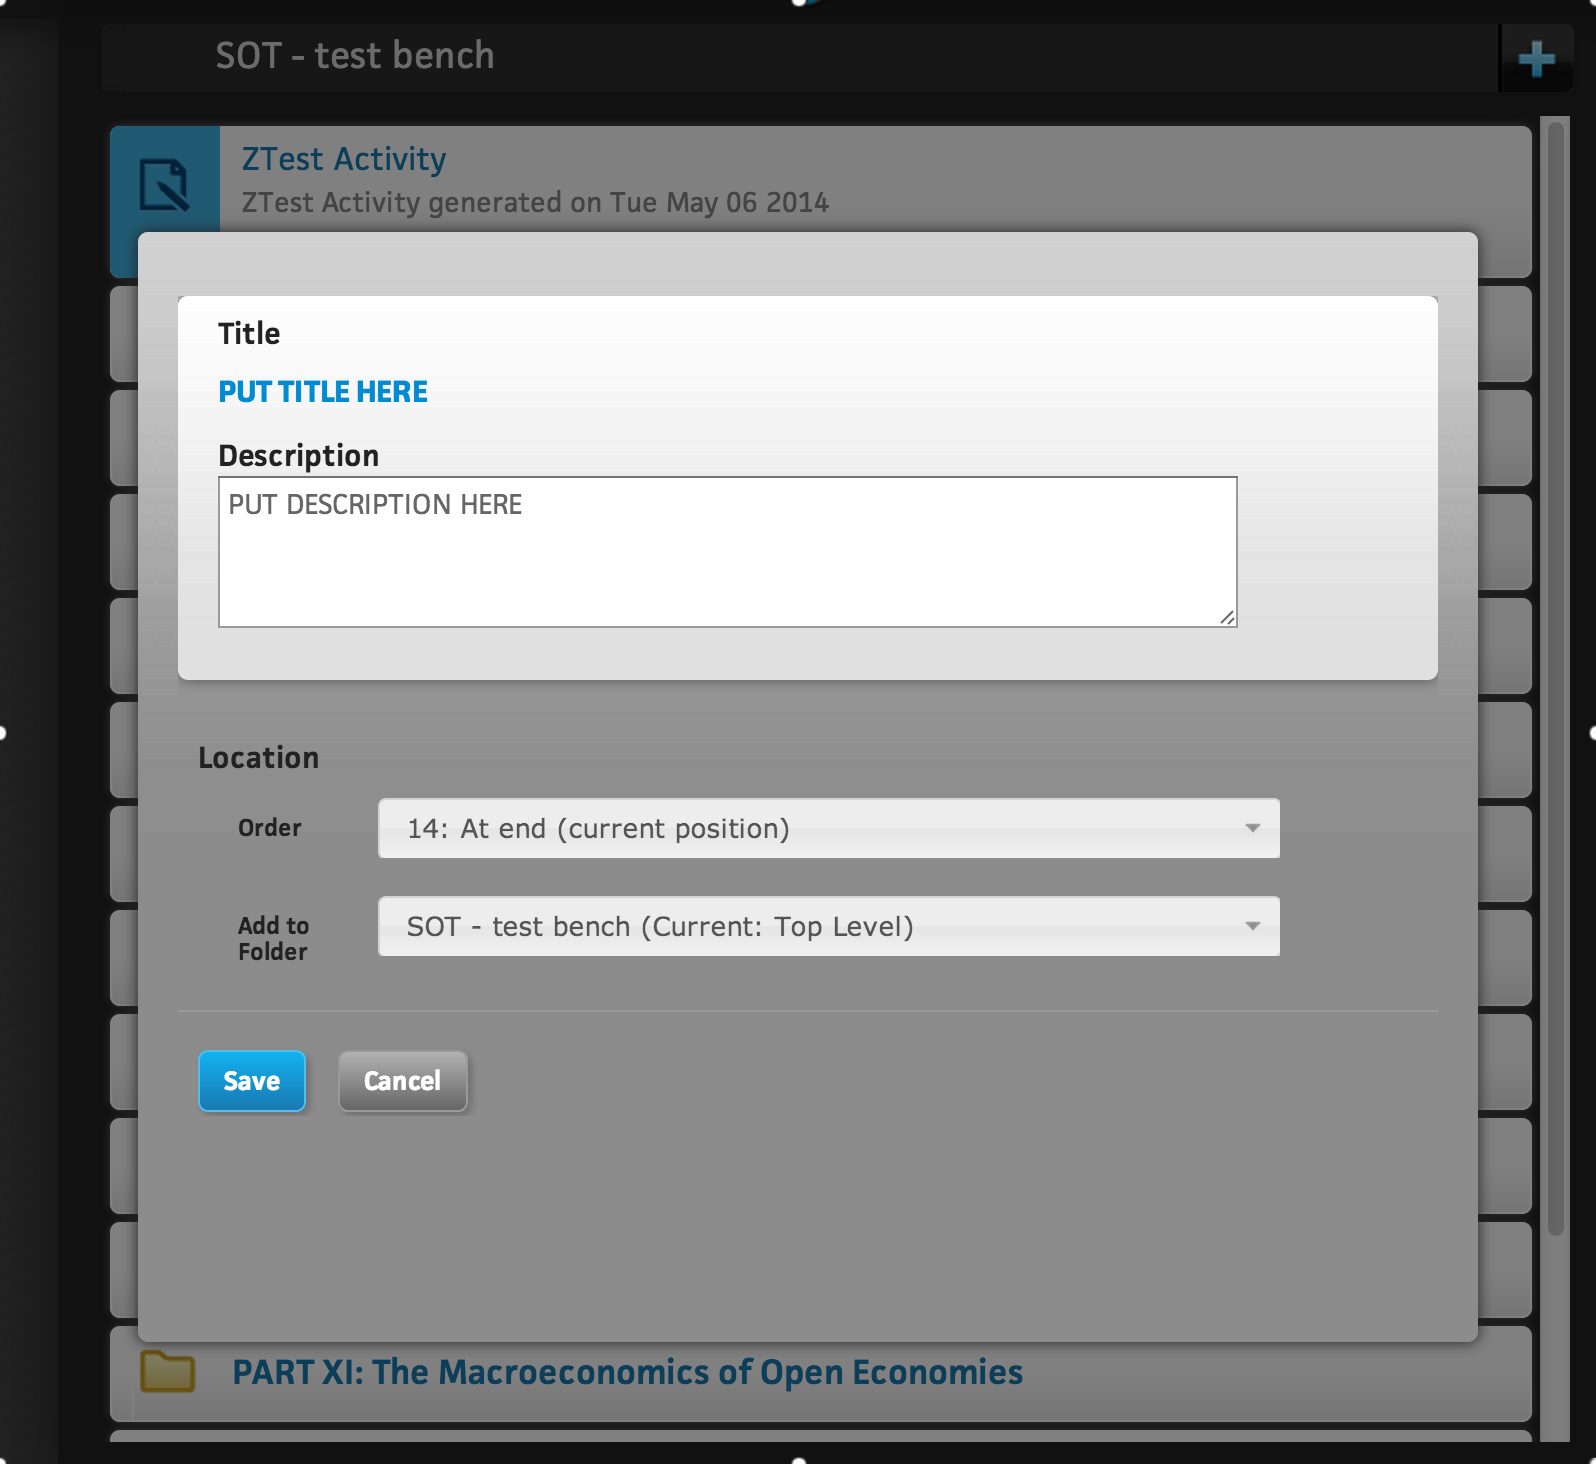 SOT - test bench
ZTest Activity
ZTest Activity generated on Tue May 06 2014
Title
PUT TITLE HERE
Description
PUT DESCRIPTION HERE
Location
Order
14: At end (current position)
Add to
Folder
SOT - test bench (Current: Top Level)
Save
Cancel
PART XI: The Macroeconomics of Open Economies